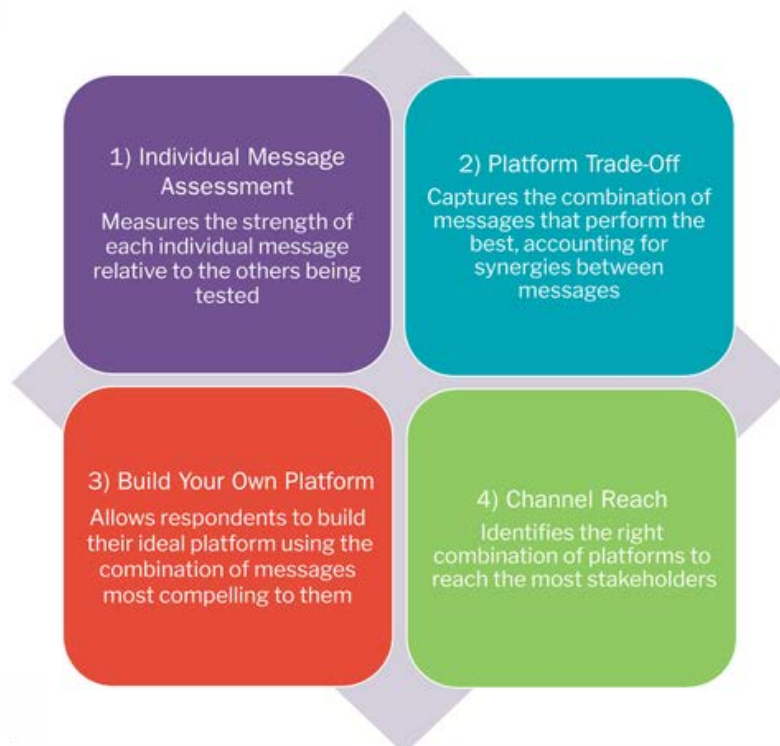 1) Individual Message
Assessment
Measures the strength of
each individual message
relative to the others being
tested
2) Platform Trade-Off
Captures the combination of
messages that perform the
best, accounting for
synergies between
messages
3) Build Your Own Platform
Allows respondents to build
their ideal platform using the
combination of messages
most compelling to them
4) Channel Reach
Identifies the right
combination of platforms to
reach the most stakeholders